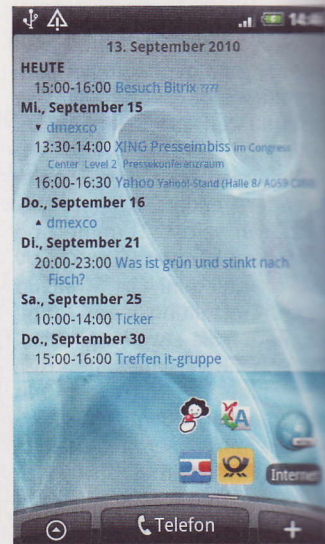 14:
13. September 2010
HEUTE
15:00-16:00 Besuch Bitrix ????
Mi., September 15
▾ dmexco
13:30-14:00 XING Presseimbiss im Congress
Center Level 2 Pressekonferenzraum
16:00-16:30 Yahoo Yahoo!-Stand (Halle 8/ A059
Do., September 16
▴ dmexco
Di., September 21
20:00-23:00 Was ist grün und stinkt nach
Fisch?
Sa., September 25
10:00-14:00 Ticker
Do., September 30
15:00-16:00 Treffen it-gruppe
A
Internet
Telefon